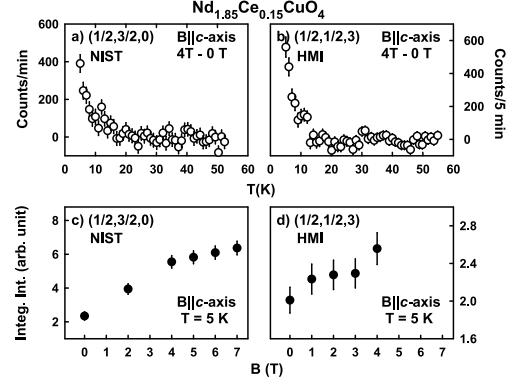 Nd1.85Ce0.15CuO4
a) (1/2,3/2,0) B||c-axis
NIST 4T - 0 T
b) (1/2,1/2,3) B||c-axis
HMI 4T - 0 T
Counts/min
600
400
200
0
Counts/5 min
600
400
200
0
0 10 20 30 40 50 60
0 10 20 30 40 50 60
T(K)
c) (1/2,3/2,0)
NIST
B||c-axis
T = 5 K
d) (1/2,1/2,3)
HMI
B||c-axis
T = 5 K
Integ. Int. (arb. unit)
8
6
4
2
2.8
2.4
2.0
1.6
0 1 2 3 4 5 6 7
0 1 2 3 4 5 6 7
B (T)